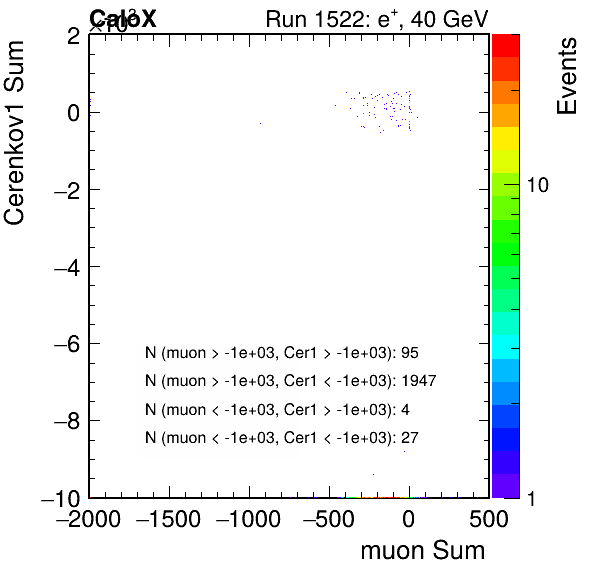 CaloX
×10³
Run 1522: e⁺, 40 GeV
Cerenkov1 Sum
Events
2
0
−2
−4
−6
−8
−10
10
1
N (muon > -1e+03, Cer1 > -1e+03): 95
N (muon > -1e+03, Cer1 < -1e+03): 1947
N (muon < -1e+03, Cer1 > -1e+03): 4
N (muon < -1e+03, Cer1 < -1e+03): 27
−2000 −1500 −1000 −500 0 500
muon Sum